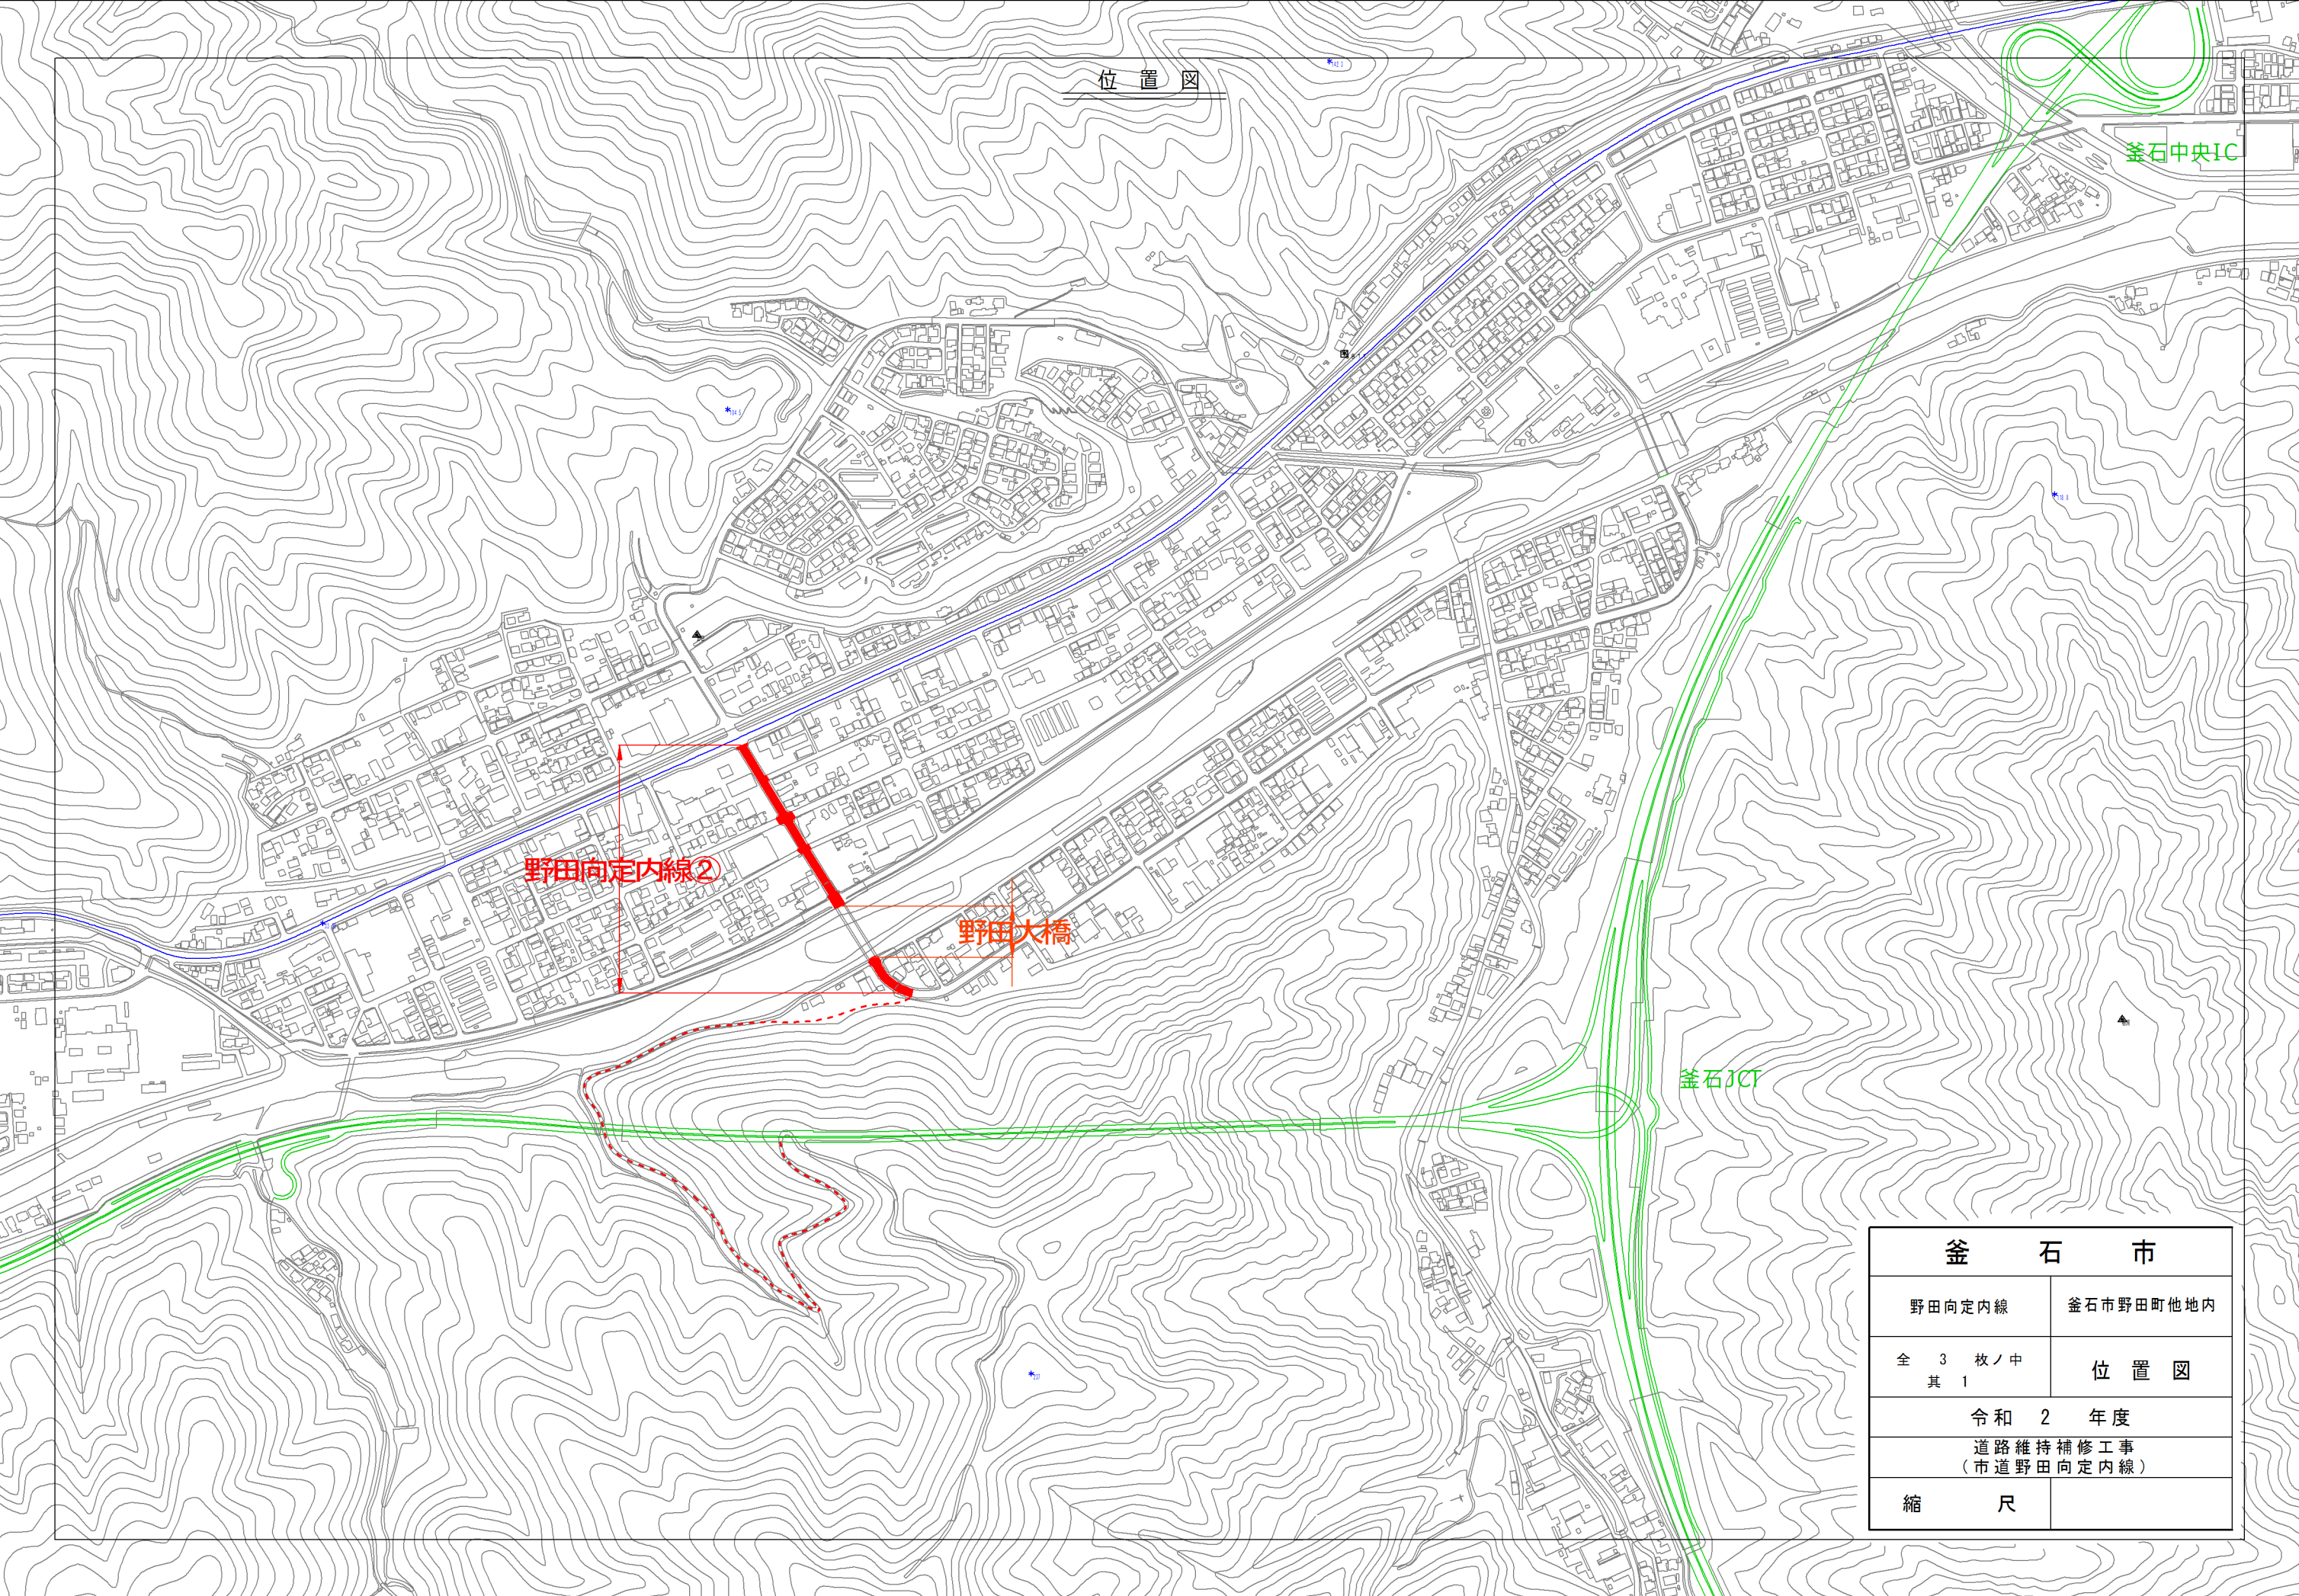 位 置 図
釜石中央IC
野田向定内線②
野田大橋
釜石JCT
釜 石 市
野田向定内線
釜石市野田町他地内
全 3 枚ノ中
其 1
位 置 図
令和 2 年度
道路維持補修工事
(市道野田向定内線)
縮 尺